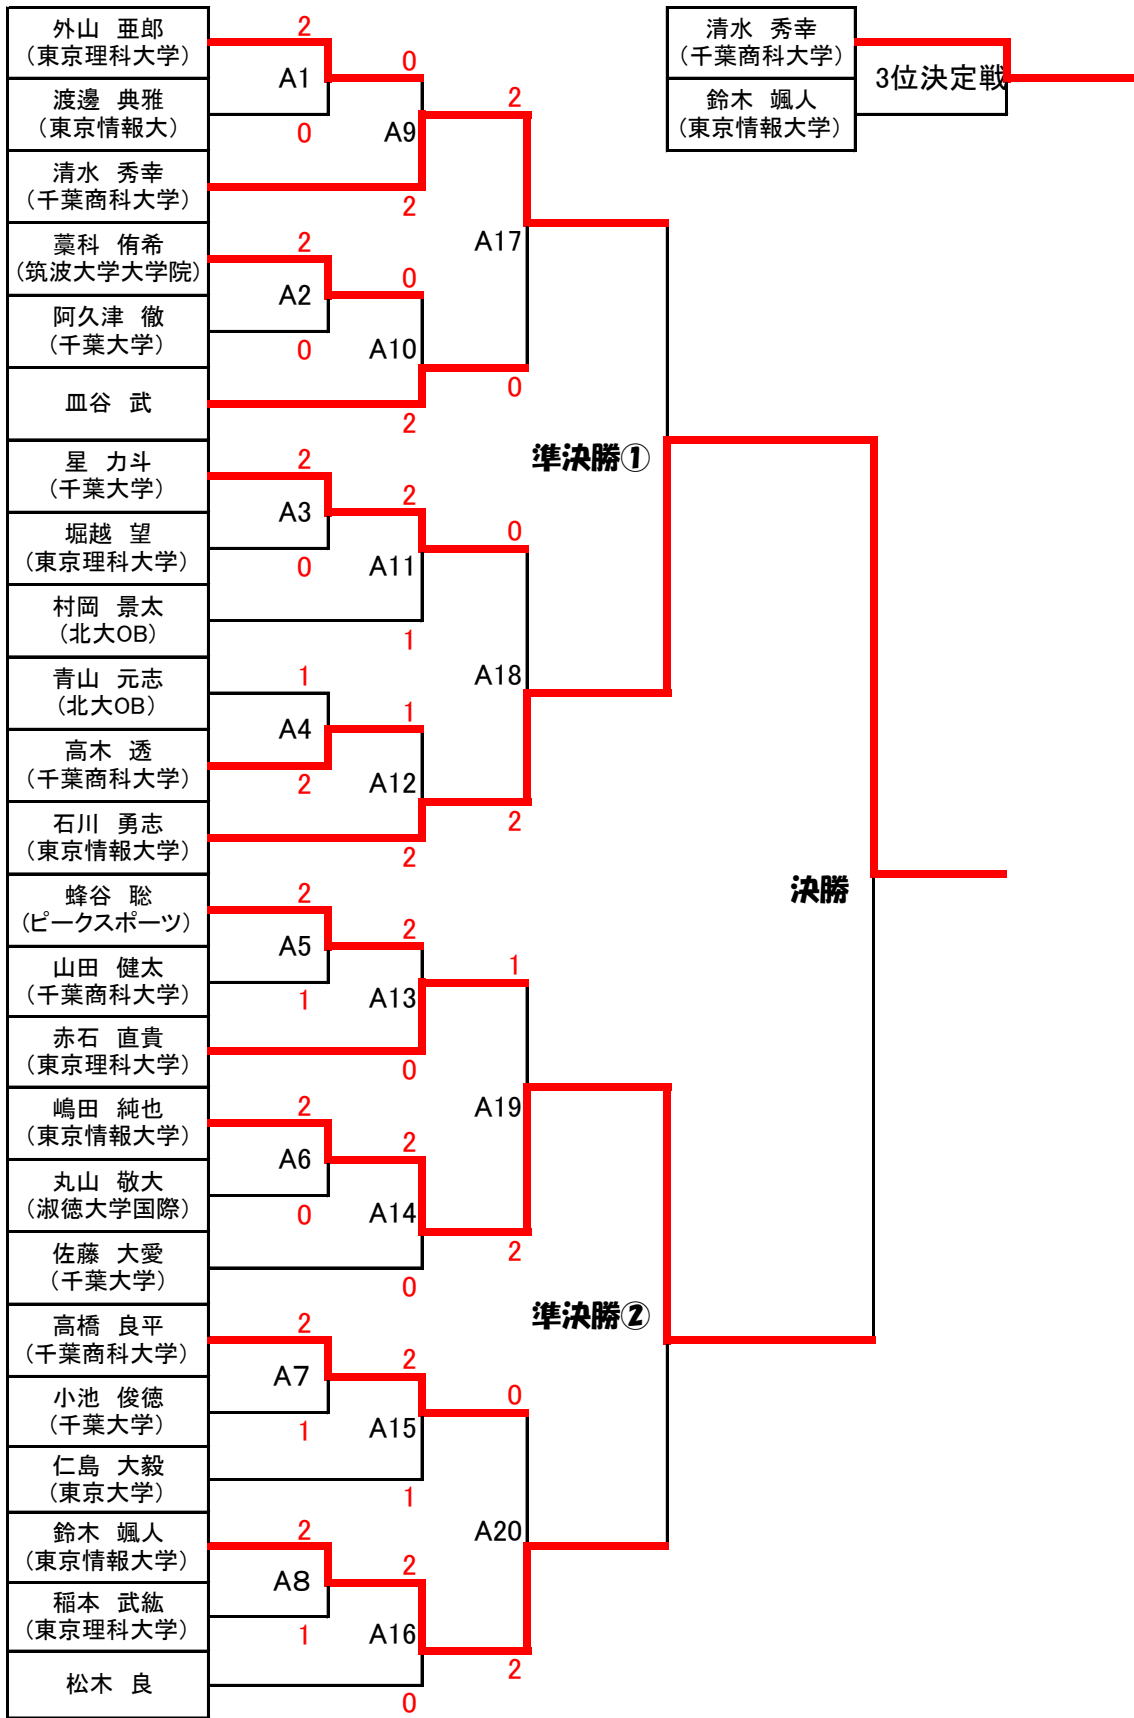 外山 亜郎
(東京理科大学)
渡邊 典雅
(東京情報大)
清水 秀幸
(千葉商科大学)
藁科 侑希
(筑波大学大学院)
阿久津 徹
(千葉大学)
皿谷 武
星 力斗
(千葉大学)
堀越 望
(東京理科大学)
村岡 景太
(北大OB)
青山 元志
(北大OB)
高木 透
(千葉商科大学)
石川 勇志
(東京情報大学)
蜂谷 聡
(ピークスポーツ)
山田 健太
(千葉商科大学)
赤石 直貴
(東京理科大学)
嶋田 純也
(東京情報大学)
丸山 敬大
(淑徳大学国際)
佐藤 大愛
(千葉大学)
高橋 良平
(千葉商科大学)
小池 俊徳
(千葉大学)
仁島 大毅
(東京大学)
鈴木 颯人
(東京情報大学)
稲本 武紘
(東京理科大学)
松木 良
2
A1
0
2
A2
0
2
A3
0
1
A4
2
2
A5
1
2
A6
0
2
A7
1
2
A8
1
0
A9
2
0
A10
2
2
A11
1
1
A12
2
2
A13
0
2
A14
0
2
A15
1
2
A16
0
2
A17
0
0
A18
2
1
A19
2
0
A20
2
準決勝①
準決勝②
決勝
清水 秀幸
(千葉商科大学)
鈴木 颯人
(東京情報大学)
3位決定戦